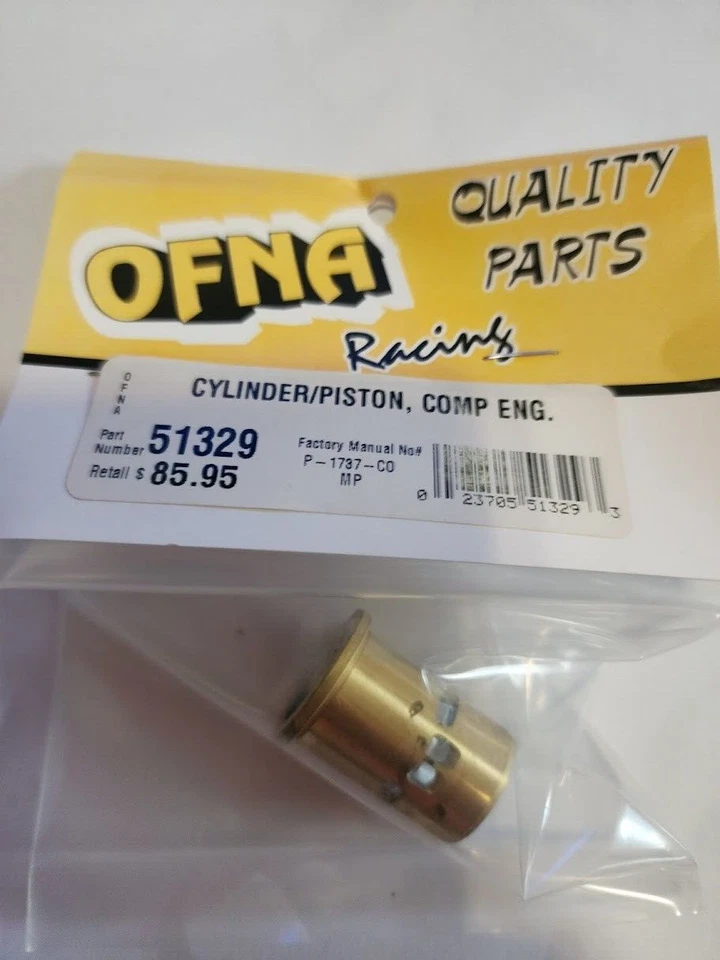 QUALITY
PARTS
OFNA
Racing
OFNA
CYLINDER/PISTON, COMP ENG.
Part
Number 51329
Retail $ 85.95
Factory Manual No#
P-1737-CO
MP
0 23705 51329 3